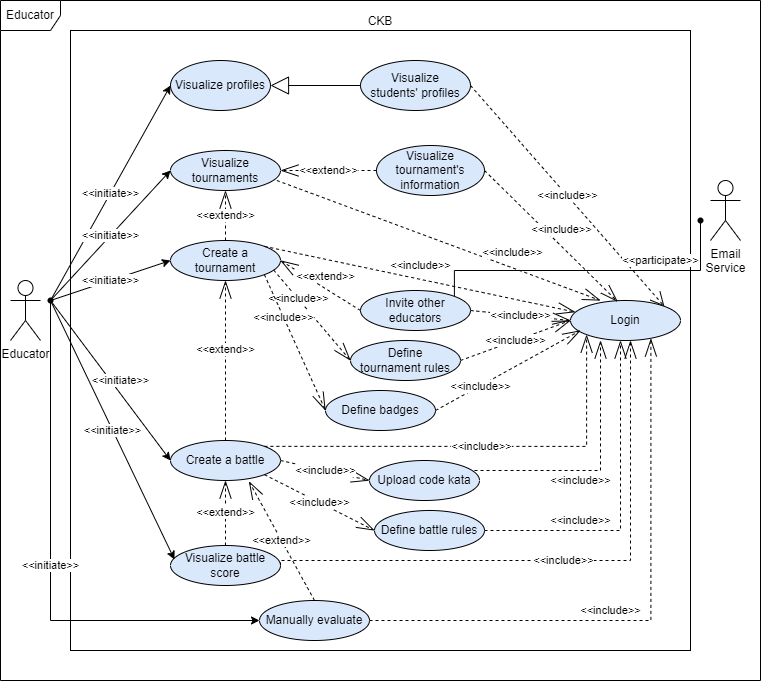 Educator
CKB
Visualize profiles
Visualize
students' profiles
<<initiate>>
<<include>>
Visualize
tournaments
<<extend>>
Visualize
tournament's
information
<<extend>>
<<initiate>>
<<include>>
<<include>>
Email
Service
Create a
tournament
<<initiate>>
<<include>>
<<participate>>
<<extend>>
<<include>>
<<include>>
Invite other
educators
<<include>>
Login
Educator
<<extend>>
Define
tournament rules
<<include>>
<<initiate>>
Define badges
<<include>>
<<initiate>>
Create a battle
<<include>>
<<include>>
Upload code kata
<<include>>
<<include>>
<<extend>>
Define battle rules
<<include>>
<<extend>>
Visualize battle
score
<<include>>
<<initiate>>
Manually evaluate
<<include>>